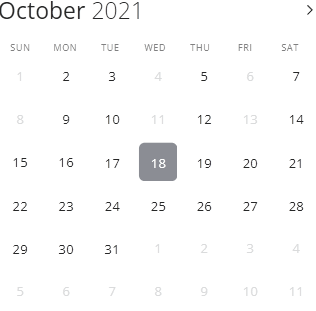 October 2021
SUN MON TUE WED THU FRI SAT
1 2 3 4 5 6 7
8 9 10 11 12 13 14
15 16 17 18 19 20 21
22 23 24 25 26 27 28
29 30 31 1 2 3 4
5 6 7 8 9 10 11